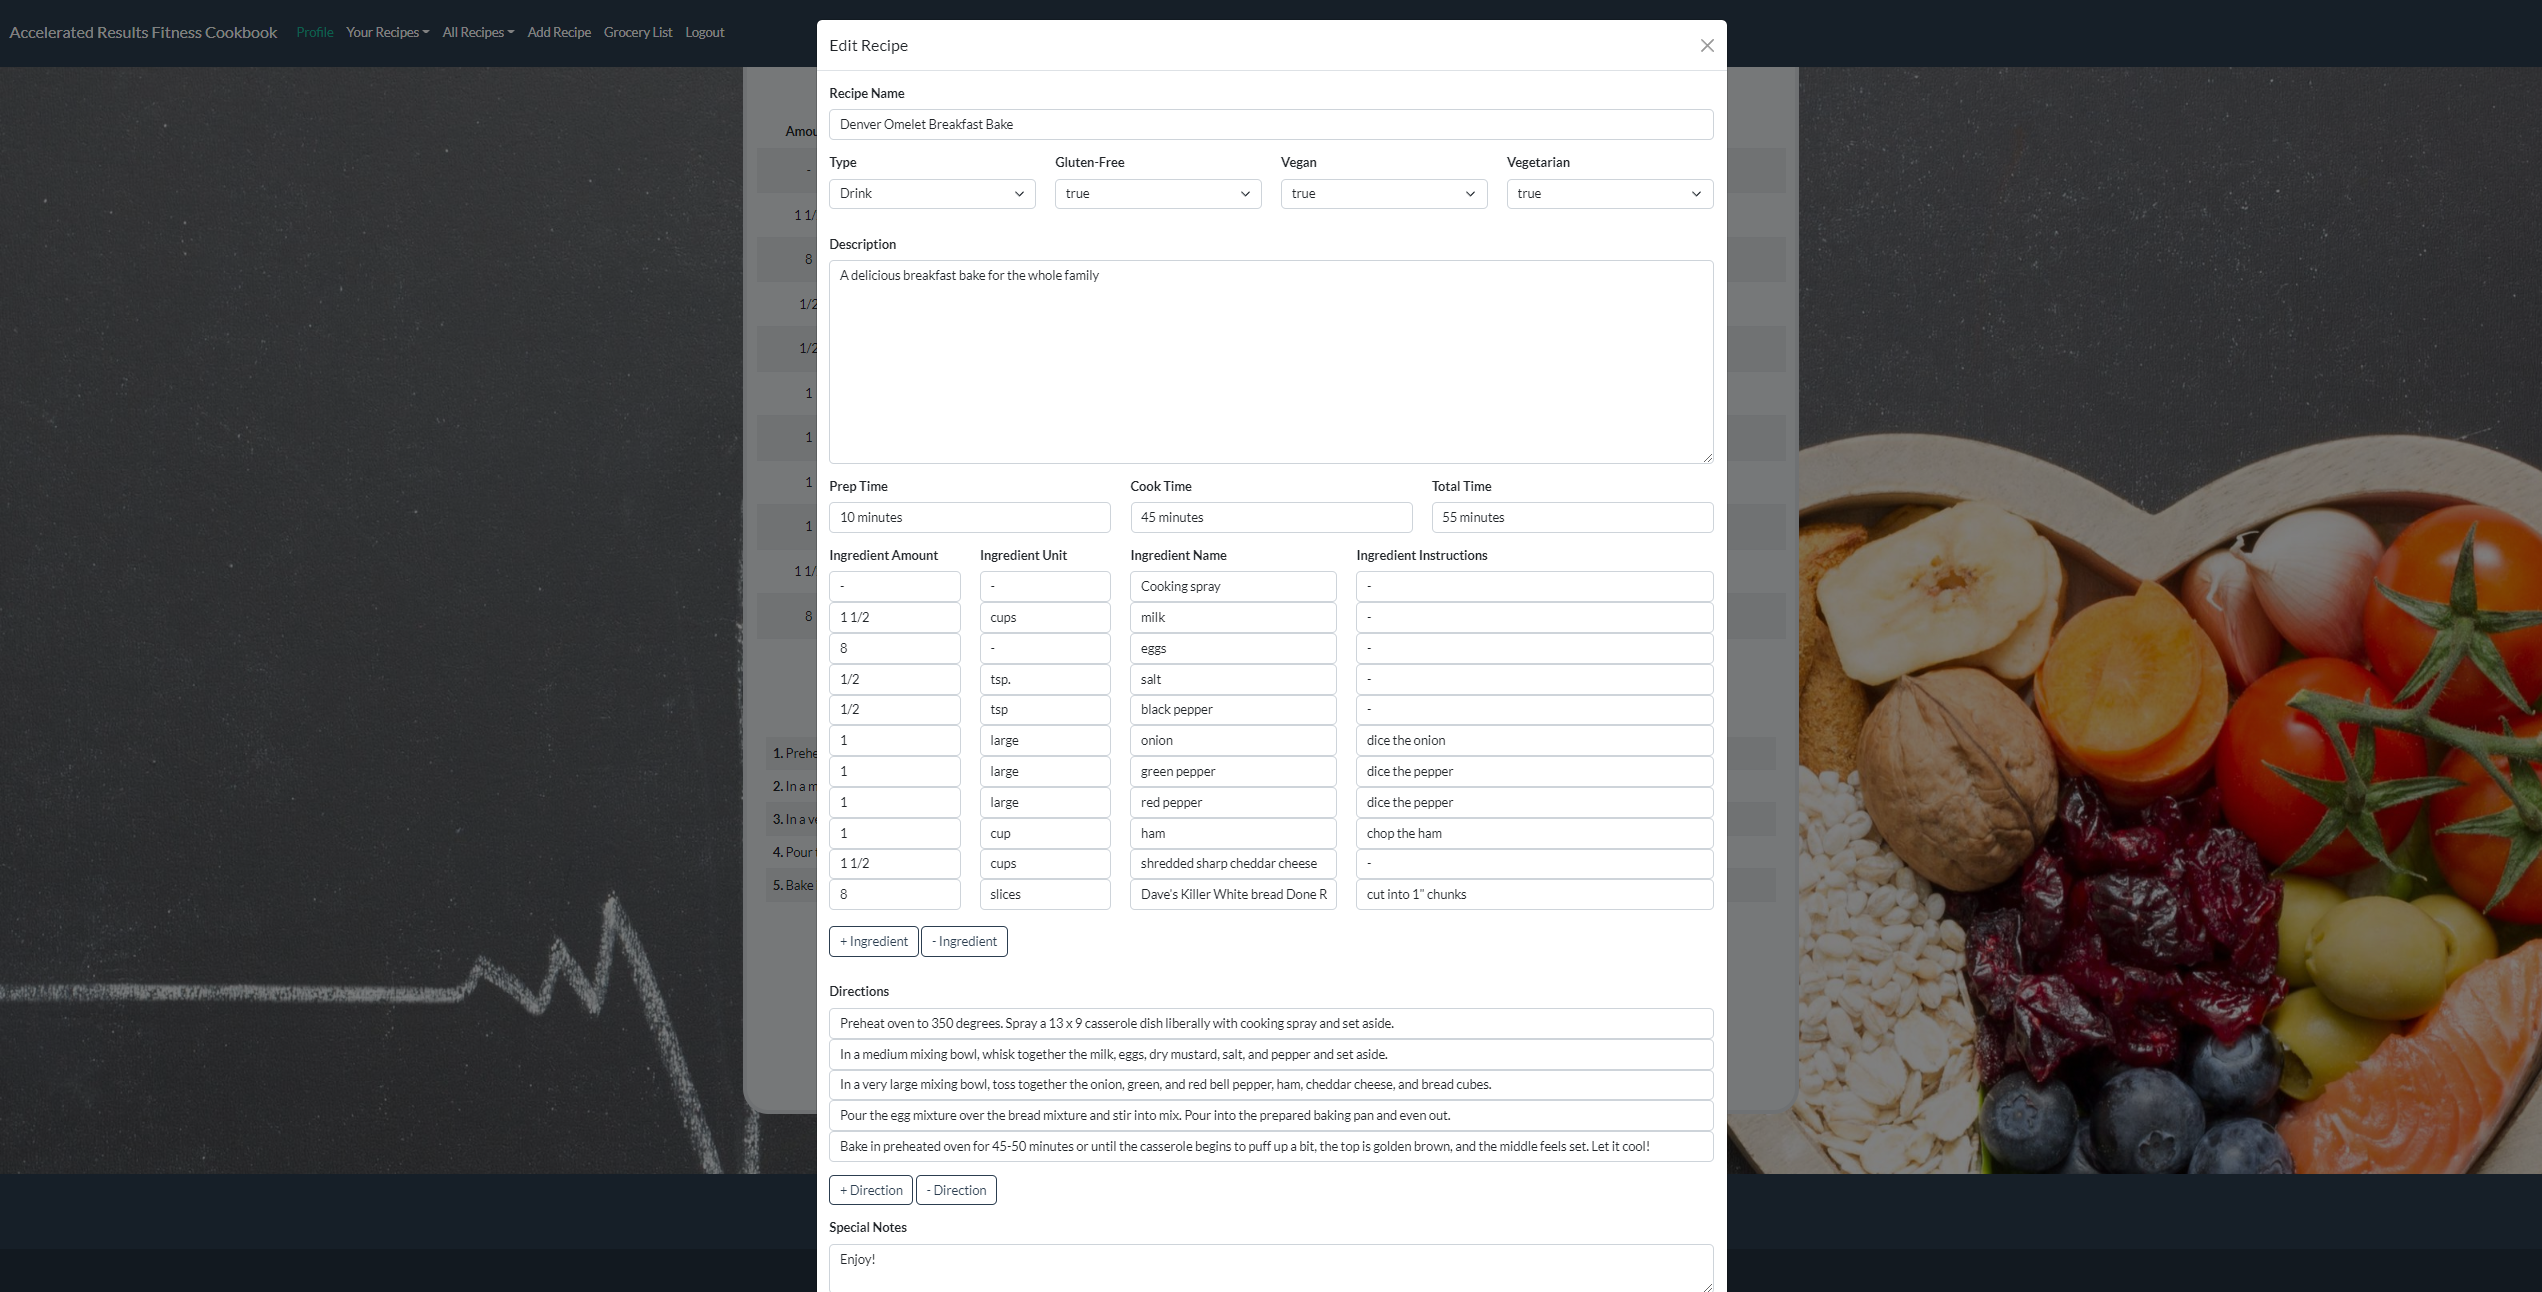 Accelerated Results Fitness Cookbook Profile Your Recipes All Recipes Add Recipe Grocery List Logout
Edit Recipe
Recipe Name
Denver Omelet Breakfast Bake
Type Gluten-Free Vegan Vegetarian
Drink true true true
Description
A delicious breakfast bake for the whole family
Prep Time Cook Time Total Time
10 minutes 45 minutes 55 minutes
Ingredient Amount Ingredient Unit Ingredient Name Ingredient Instructions
- - Cooking spray -
1 1/2 cups milk -
8 - eggs -
1/2 tsp. salt -
1/2 tsp black pepper -
1 large onion dice the onion
1 large green pepper dice the pepper
1 large red pepper dice the pepper
1 cup ham chop the ham
1 1/2 cups shredded sharp cheddar cheese -
8 slices Dave's Killer White bread Done R cut into 1" chunks
+ Ingredient - Ingredient
Directions
Preheat oven to 350 degrees. Spray a 13 x 9 casserole dish liberally with cooking spray and set aside.
In a medium mixing bowl, whisk together the milk, eggs, dry mustard, salt, and pepper and set aside.
In a very large mixing bowl, toss together the onion, green, and red bell pepper, ham, cheddar cheese, and bread cubes.
Pour the egg mixture over the bread mixture and stir into mix. Pour into the prepared baking pan and even out.
Bake in preheated oven for 45-50 minutes or until the casserole begins to puff up a bit, the top is golden brown, and the middle feels set. Let it cool!
+ Direction - Direction
Special Notes
Enjoy!
Amou
-
1 1/
8
1/2
1/2
1
1
1
1
1 1/
8
1. Prehe
2. In a m
3. In a ve
4. Pour t
5. Bake